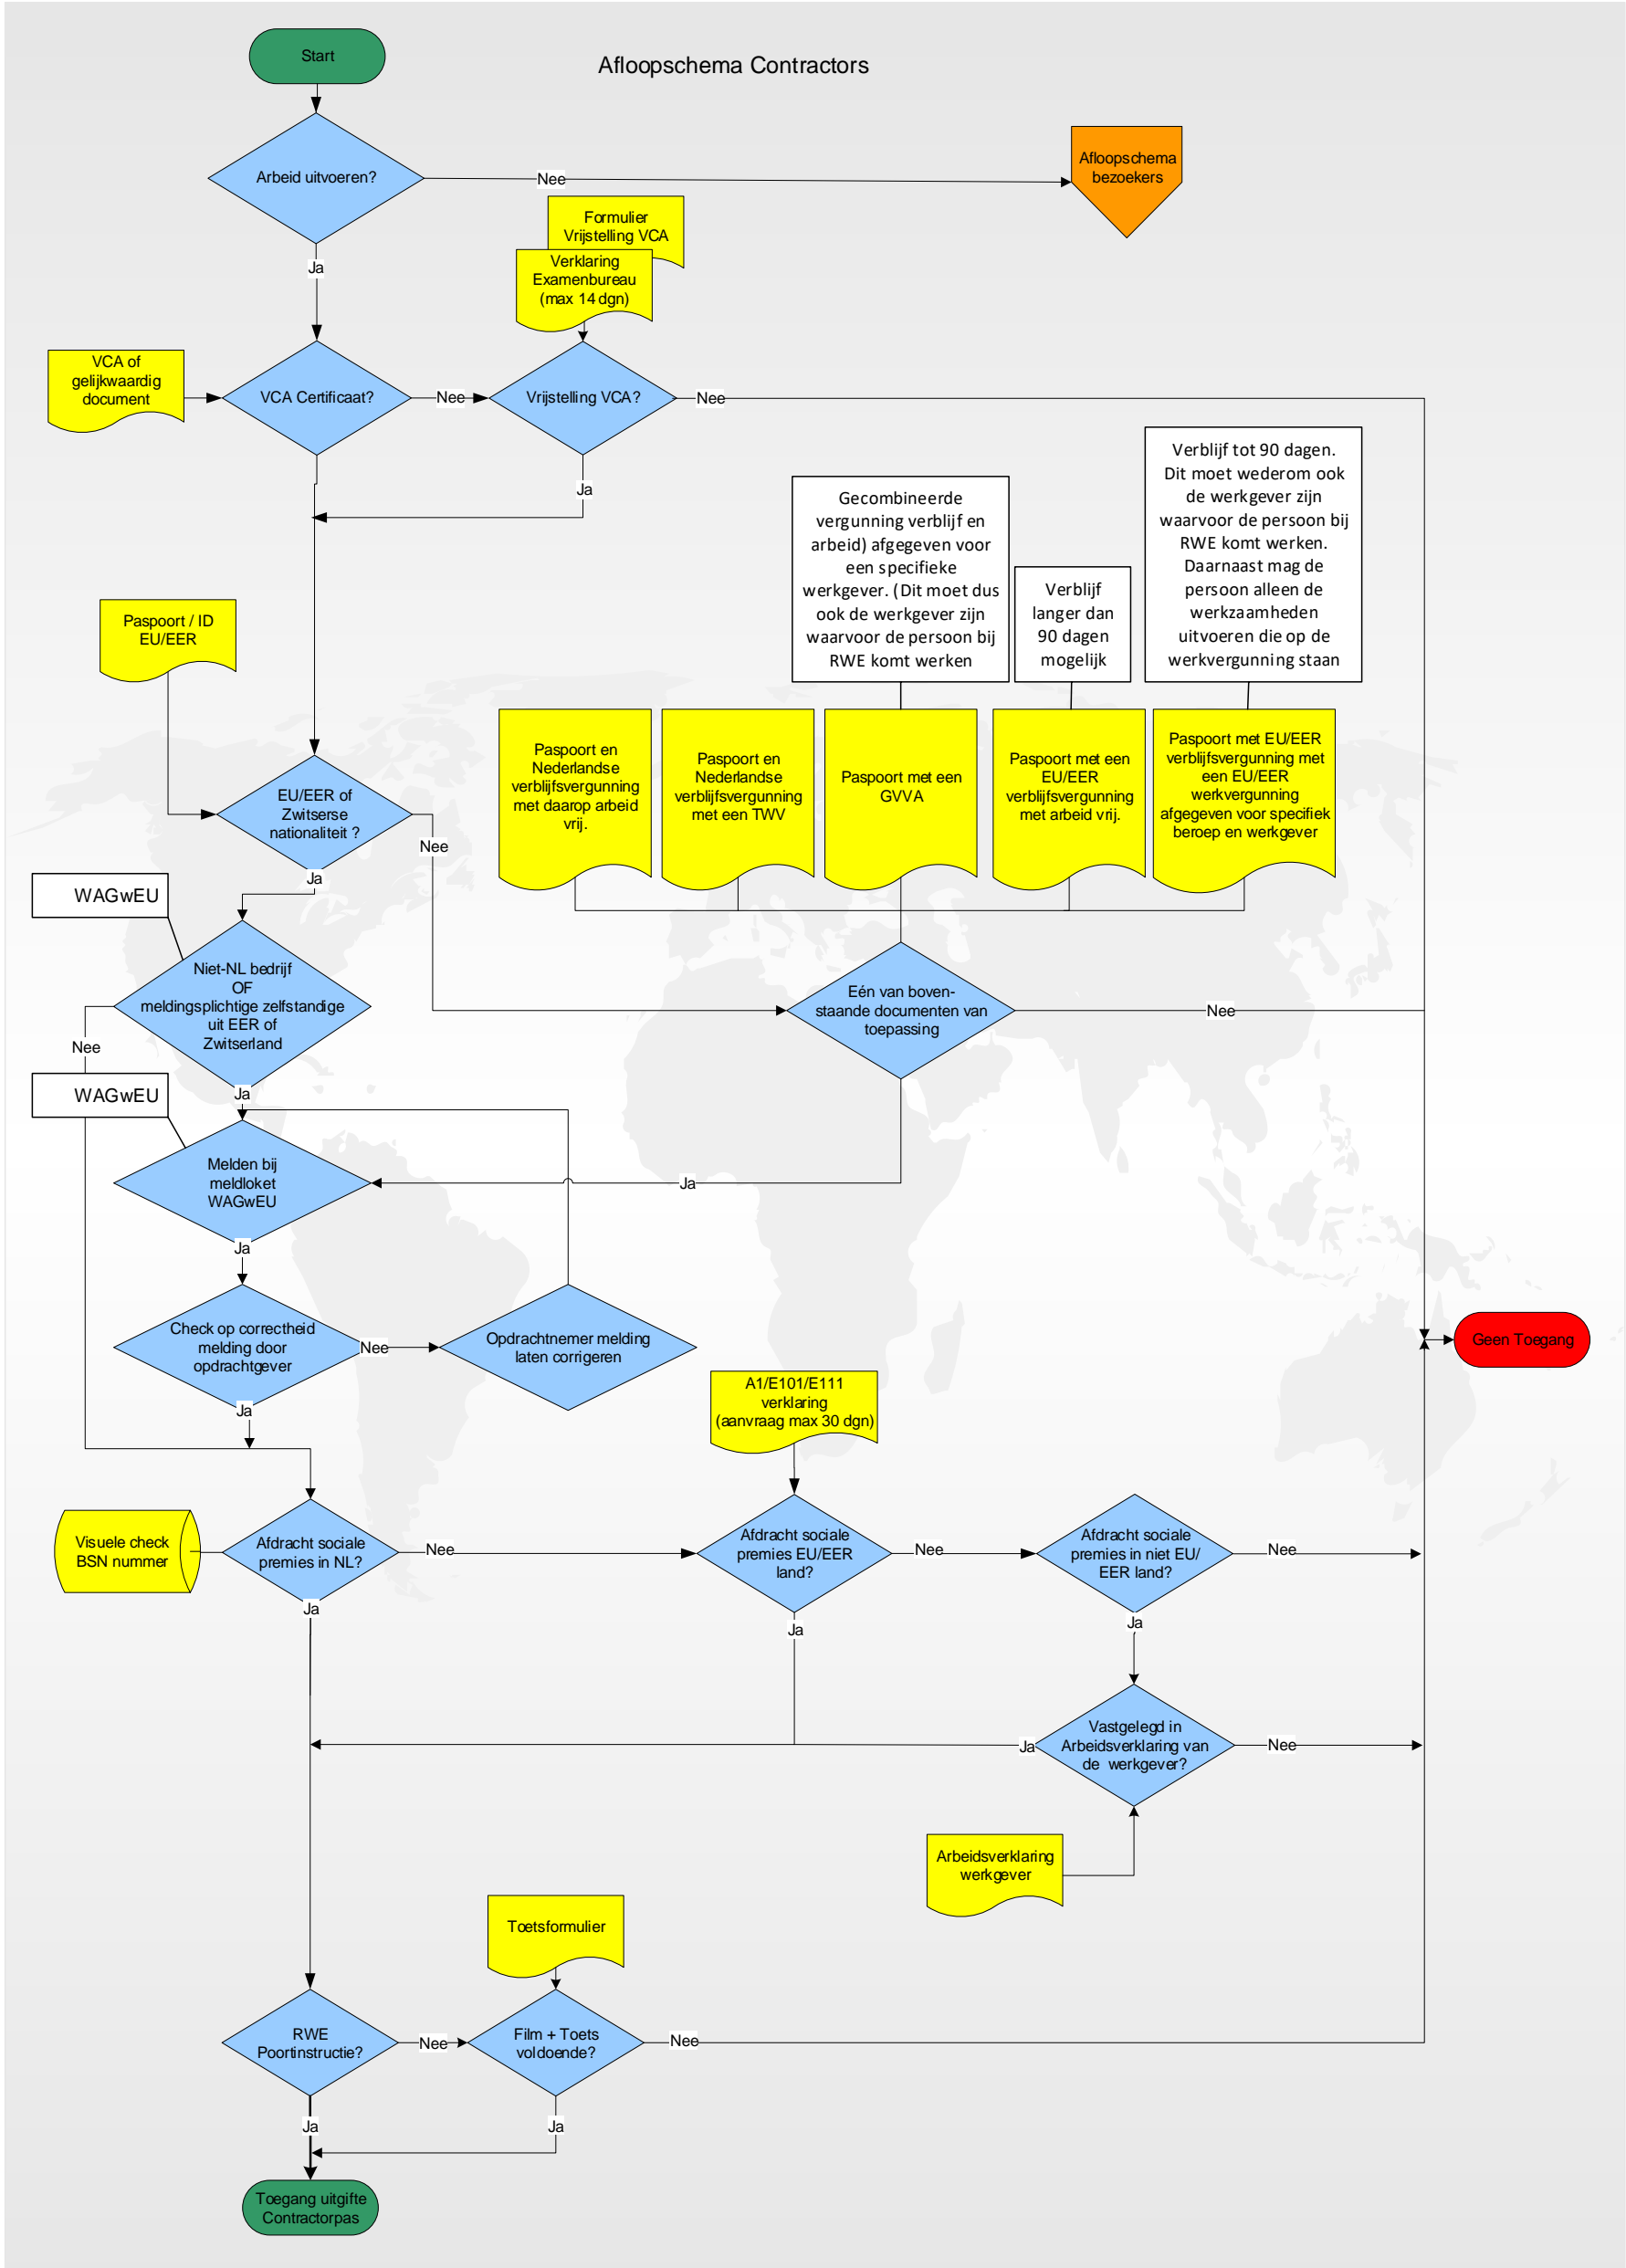 Start
Afloopschema Contractors
Arbeid uitvoeren?
Nee
Afloopschema
bezoekers
Ja
Formulier
Vrijstelling VCA
Verklaring
Examenbureau
(max 14 dgn)
VCA of
gelijkwaardig
document
VCA Certificaat?
Nee
Vrijstelling VCA?
Nee
Ja
Gecombineerde
vergunning verblijf en
arbeid) afgegeven voor
een specifieke
werkgever. (Dit moet dus
ook de werkgever zijn
waarvoor de persoon bij
RWE komt werken
Verblijf
langer dan
90 dagen
mogelijk
Verblijf tot 90 dagen.
Dit moet wederom ook
de werkgever zijn
waarvoor de persoon bij
RWE komt werken.
Daarnaast mag de
persoon alleen de
werkzaamheden
uitvoeren die op de
werkvergunning staan
Paspoort / ID
EU/EER
Paspoort en
Nederlandse
verblijfsvergunning
met daarop arbeid
vrij.
Paspoort en
Nederlandse
verblijfsvergunning
met een TWV
Paspoort met een
GVVA
Paspoort met een
EU/EER
verblijfsvergunning
met arbeid vrij.
Paspoort met EU/EER
verblijfsvergunning met
een EU/EER
werkvergunning
afgegeven voor specifiek
beroep en werkgever
EU/EER of
Zwitserse
nationaliteit ?
Nee
Ja
WAGwEU
Niet-NL bedrijf
OF
meldingsplichtige zelfstandige
uit EER of
Zwitserland
Nee
Ja
Eén van boven-
staande documenten van
toepassing
Nee
Ja
WAGwEU
Melden bij
meldloket
WAGwEU
Ja
Check op correctheid
melding door
opdrachtgever
Nee
Opdrachtnemer melding
laten corrigeren
Geen Toegang
Ja
A1/E101/E111
verklaring
(aanvraag max 30 dgn)
Visuele check
BSN nummer
Afdracht sociale
premies in NL?
Nee
Afdracht sociale
premies EU/EER
land?
Nee
Afdracht sociale
premies in niet EU/
EER land?
Nee
Ja
Ja
Ja
Vastgelegd in
Arbeidsverklaring van
de werkgever?
Ja
Nee
Arbeidsverklaring
werkgever
Toetsformulier
RWE
Poortinstructie?
Nee
Film + Toets
voldoende?
Nee
Ja
Ja
Toegang uitgifte
Contractorpas